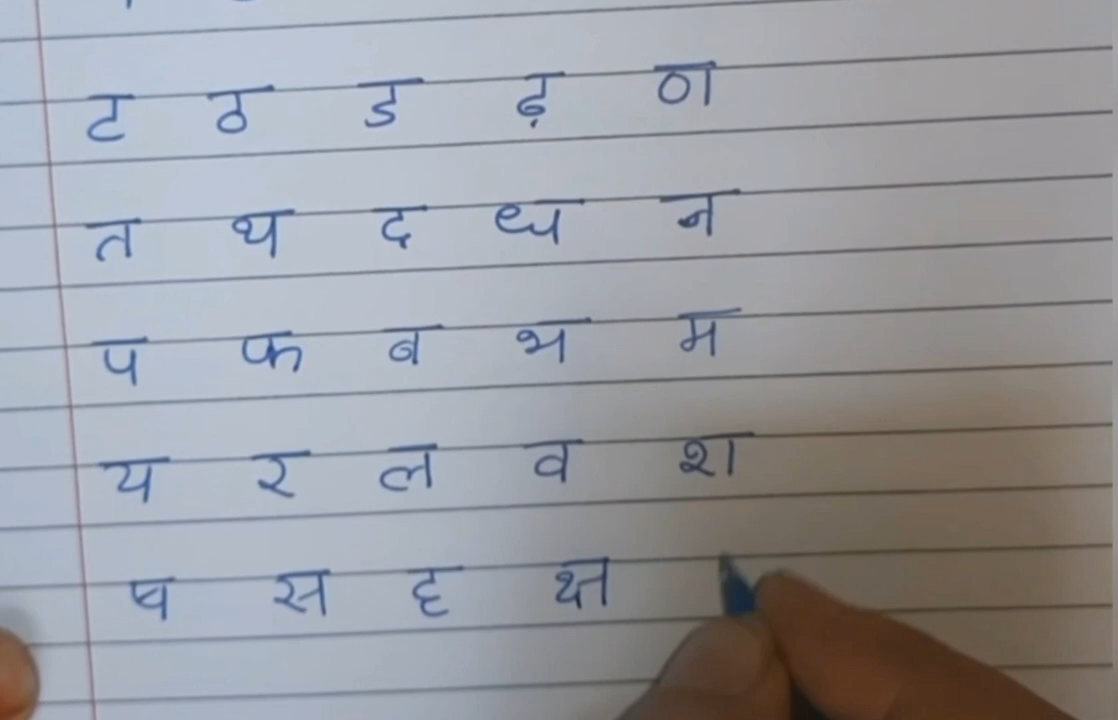 ट ठ ड ढ़ ण
त थ द ध न
प फ ब भ म
य र ल व श
ष स ह क्ष